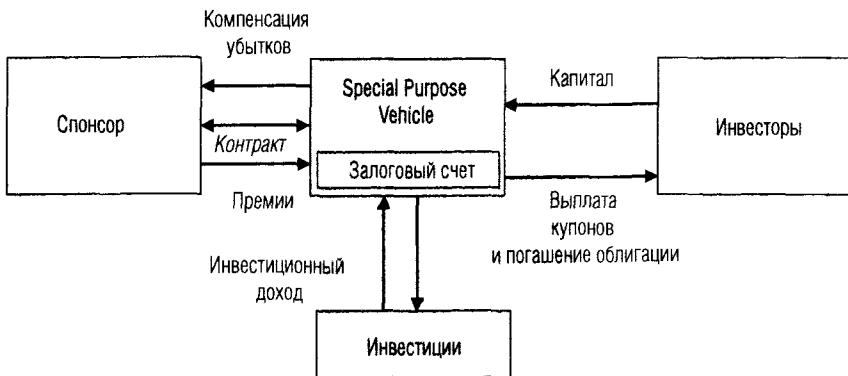 Компенсация
убытков
Спонсор
Контракт
Премии
Special Purpose
Vehicle
Залоговый счет
Капитал
Инвесторы
Выплата
купонов
и погашение облигации
Инвестиционный
доход
Инвестиции